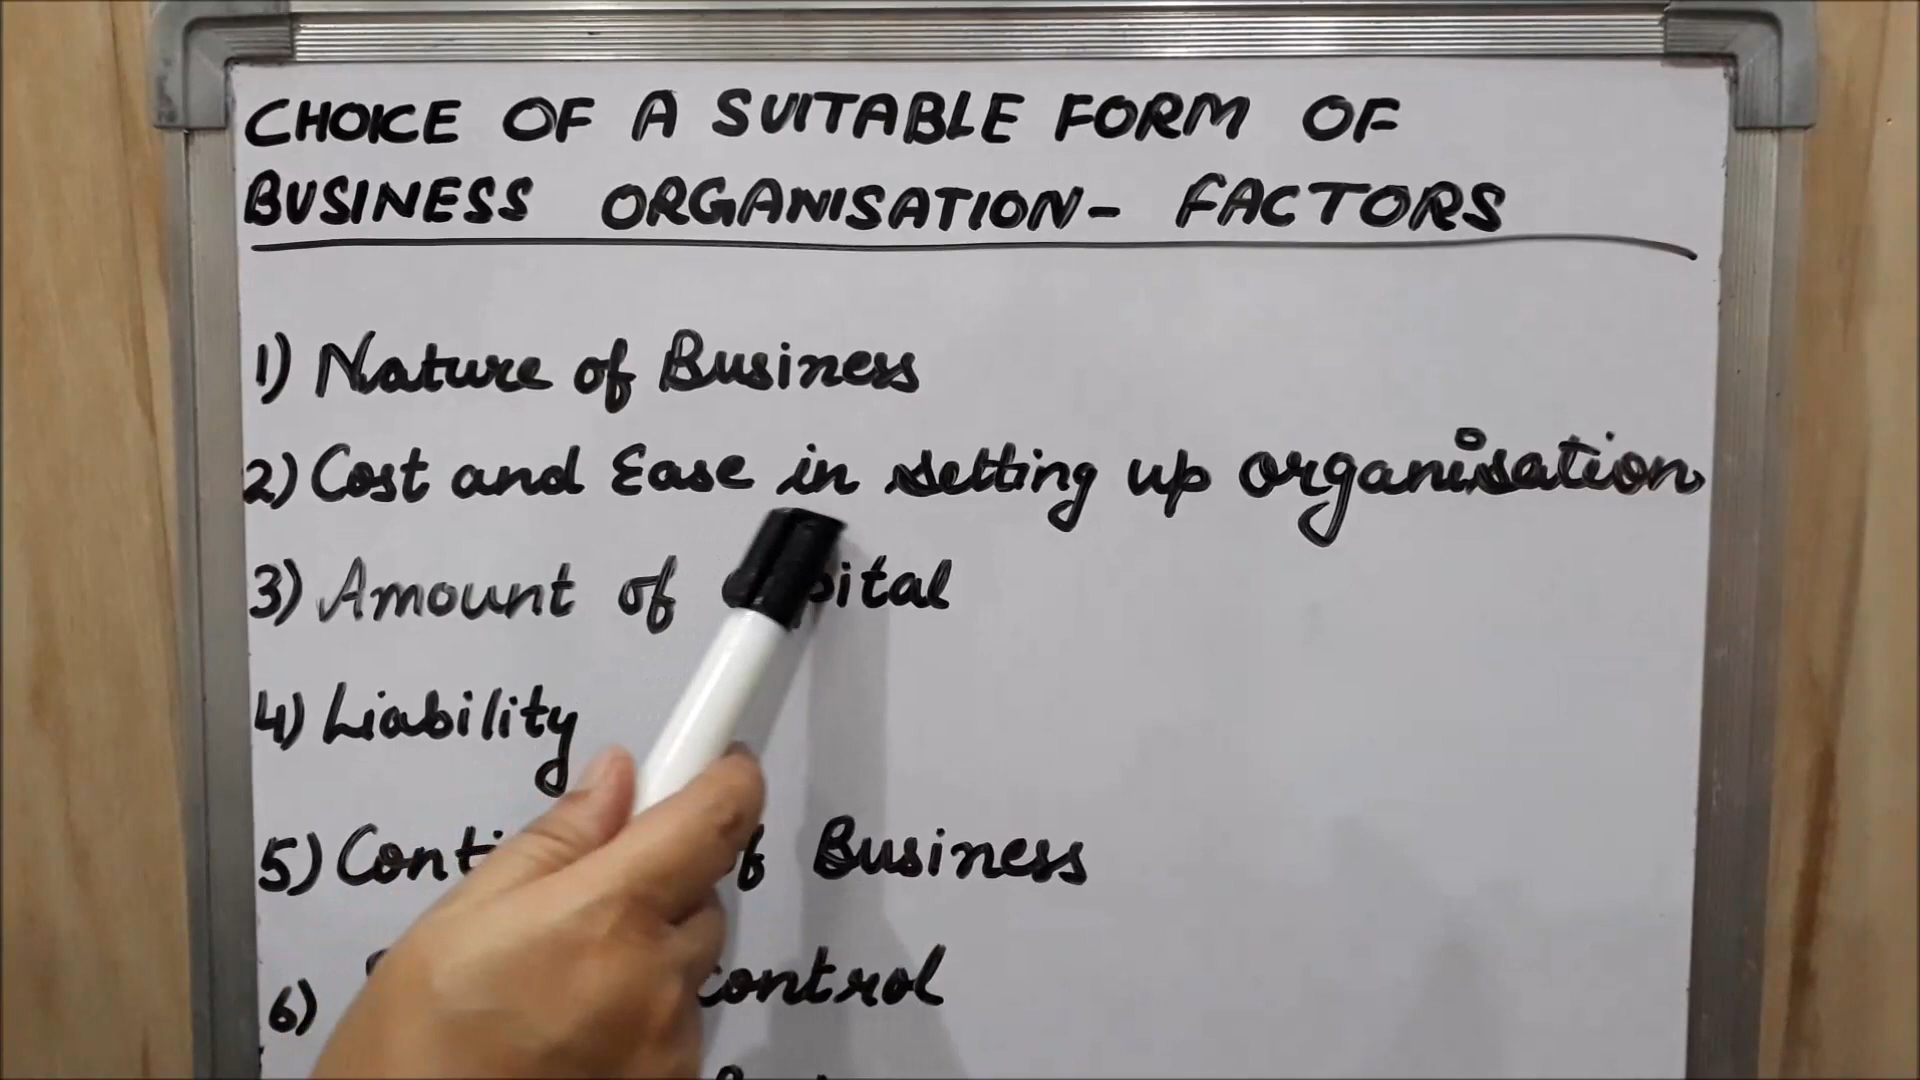 CHOICE OF A SUITABLE FORM OF
BUSINESS ORGANISATION- FACTORS
1) Nature of Business
2) Cost and Ease in setting up organisation
3) Amount of
4) Liability
5) Business
6) control